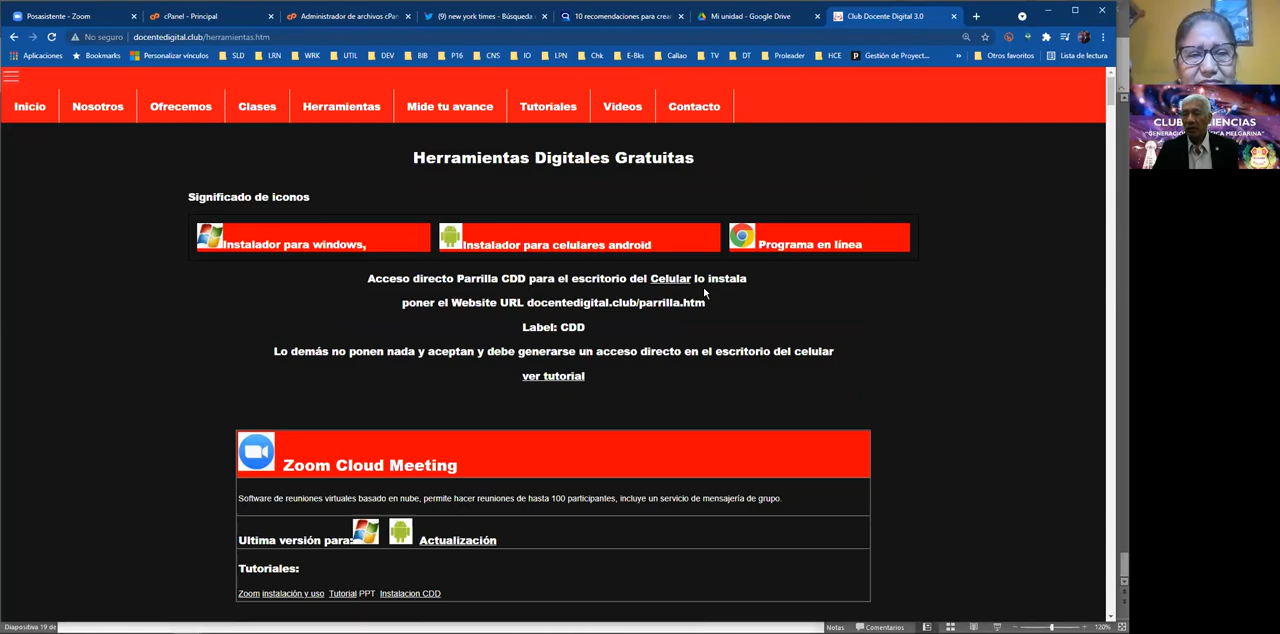 Posasistente - Zoom
cPanel - Principal
Administrador de archivos cPan
(9) new york times - Búsqueda
10 recomendaciones para crea
Mi unidad - Google Drive
Club Docente Digital 3.0
No seguro
docentedigital.club/herramientas.htm
Aplicaciones
Bookmarks
Personalizar vínculos
SLD
LRN
WRK
UTIL
DEV
BIB
P16
CNS
IO
LPN
Chk
E-Bks
Callao
TV
DT
Proleader
HCE
Gestión de Proyect...
»
Otros favoritos
Lista de lectura
Inicio
Nosotros
Ofrecemos
Clases
Herramientas
Mide tu avance
Tutoriales
Videos
Contacto
Herramientas Digitales Gratuitas
Significado de iconos
Instalador para windows,
Instalador para celulares android
Programa en línea
Acceso directo Parrilla CDD para el escritorio del Celular lo instala
poner el Website URL docentedigital.club/parrilla.htm
Label: CDD
Lo demás no ponen nada y aceptan y debe generarse un acceso directo en el escritorio del celular
ver tutorial
Zoom Cloud Meeting
Software de reuniones virtuales basado en nube, permite hacer reuniones de hasta 100 participantes, incluye un servicio de mensajería de grupo.
Ultima versión para: Actualización
Tutoriales:
Zoom instalación y uso Tutorial PPT Instalacion CDD
Diapositiva 19 de
Notas
Comentarios
120%